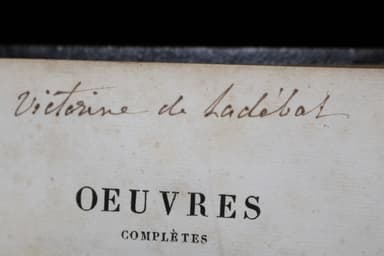 Victorine de Ladébat
OEUVRES
COMPLÈTES